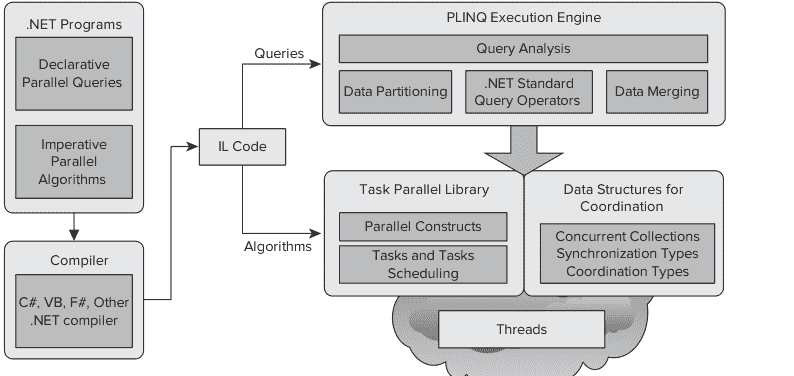 .NET Programs
Declarative
Parallel Queries
Imperative
Parallel
Algorithms
Compiler
C#, VB, F#, Other
.NET compiler
IL Code
Queries
Algorithms
PLINQ Execution Engine
Query Analysis
Data Partitioning
.NET Standard
Query Operators
Data Merging
Task Parallel Library
Parallel Constructs
Tasks and Tasks
Scheduling
Data Structures for
Coordination
Concurrent Collections
Synchronization Types
Coordination Types
Threads